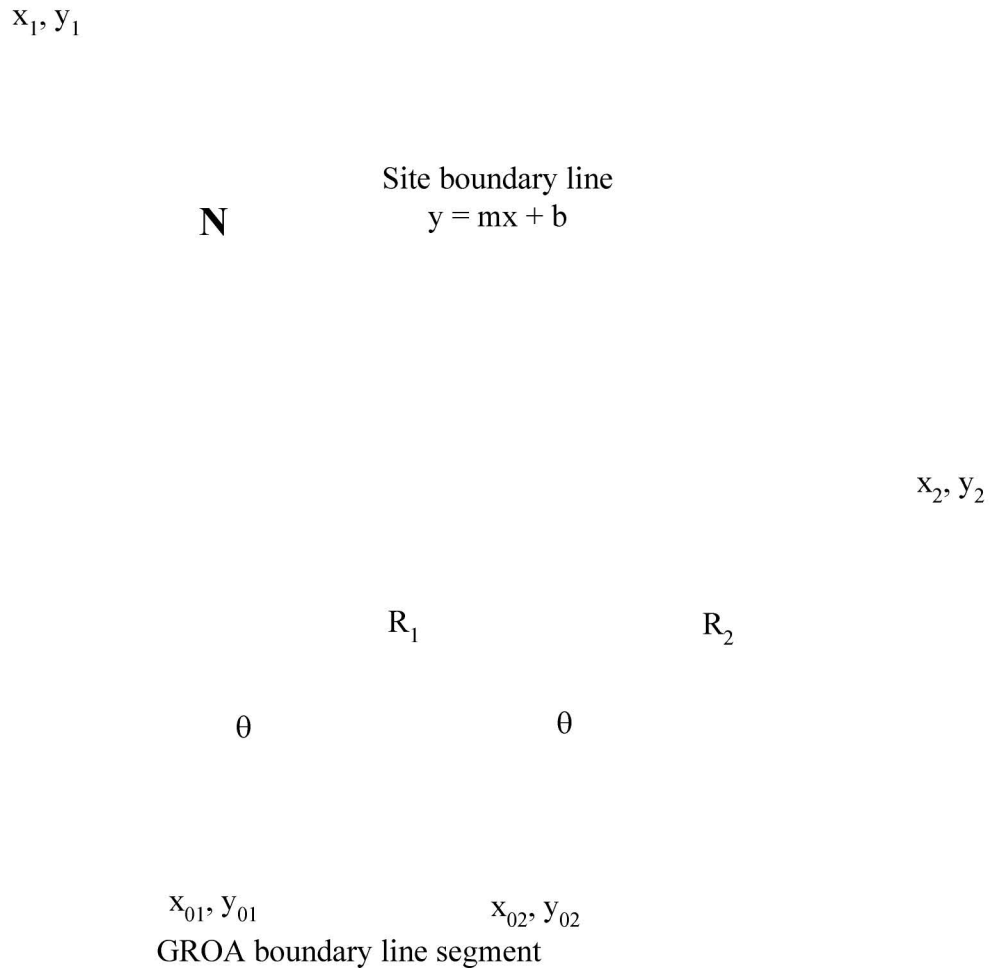 x₁, y₁
Site boundary line
N
y = mx + b
x₂, y₂
R₁
R₂
θ
θ
x₀₁, y₀₁
x₀₂, y₀₂
GROA boundary line segment